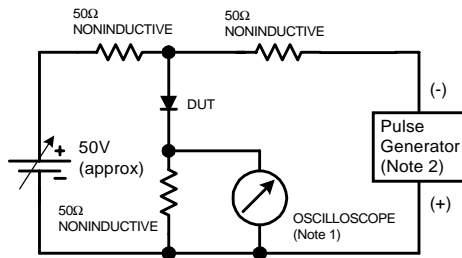 50Ω
NONINDUCTIVE
50Ω
NONINDUCTIVE
DUT
(-)
+
50V
(approx)
Pulse
Generator
(Note 2)
50Ω
NONINDUCTIVE
OSCILLOSCOPE
(Note 1)
(+)